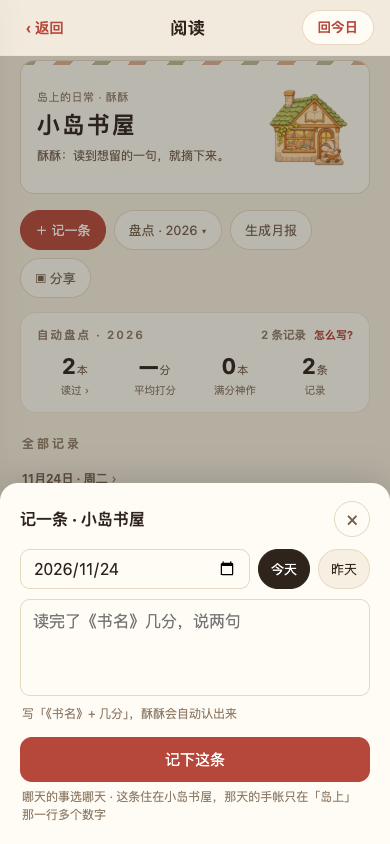 ‹ 返回
阅读
回今日
岛上的日常 · 酥酥
小岛书屋
酥酥：读到想留的一句，就摘下来。
＋ 记一条
盘点 · 2026 ▾
生成月报
▣ 分享
自动盘点 · 2026
2 条记录 怎么写?
2本
一分
0本
2条
读过 ›
平均打分
满分神作
记录
全部记录
11月24日 · 周二 ›
记一条 · 小岛书屋
×
2026/11/24
今天
昨天
读完了《书名》几分，说两句
写「《书名》+ 几分」，酥酥会自动认出来
记下这条
哪天的事选哪天 · 这条住在小岛书屋，那天的手帐只在「岛上」
那一行多个数字